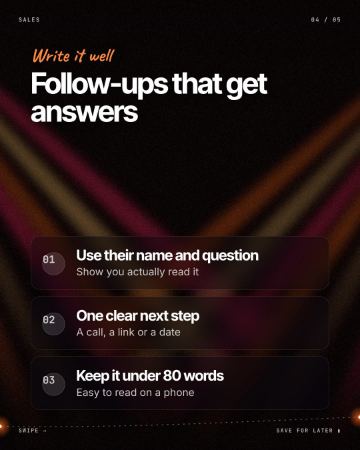 SALES
04 / 05
Write it well
Follow-ups that get
answers
01
Use their name and question
Show you actually read it
02
One clear next step
A call, a link or a date
03
Keep it under 80 words
Easy to read on a phone
SWIPE →
SAVE FOR LATER